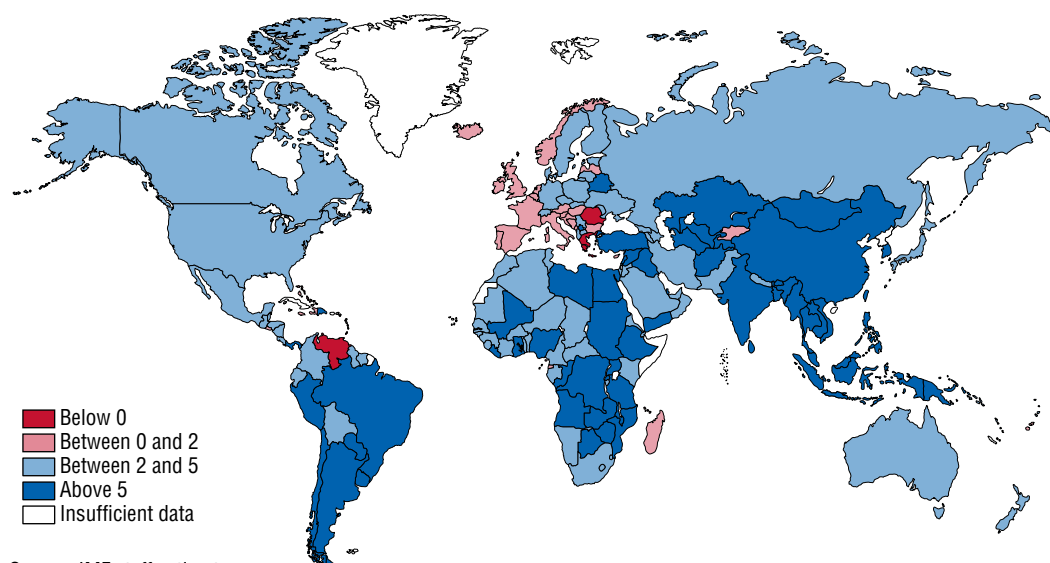 Below 0
Between 0 and 2
Between 2 and 5
Above 5
Insufficient data